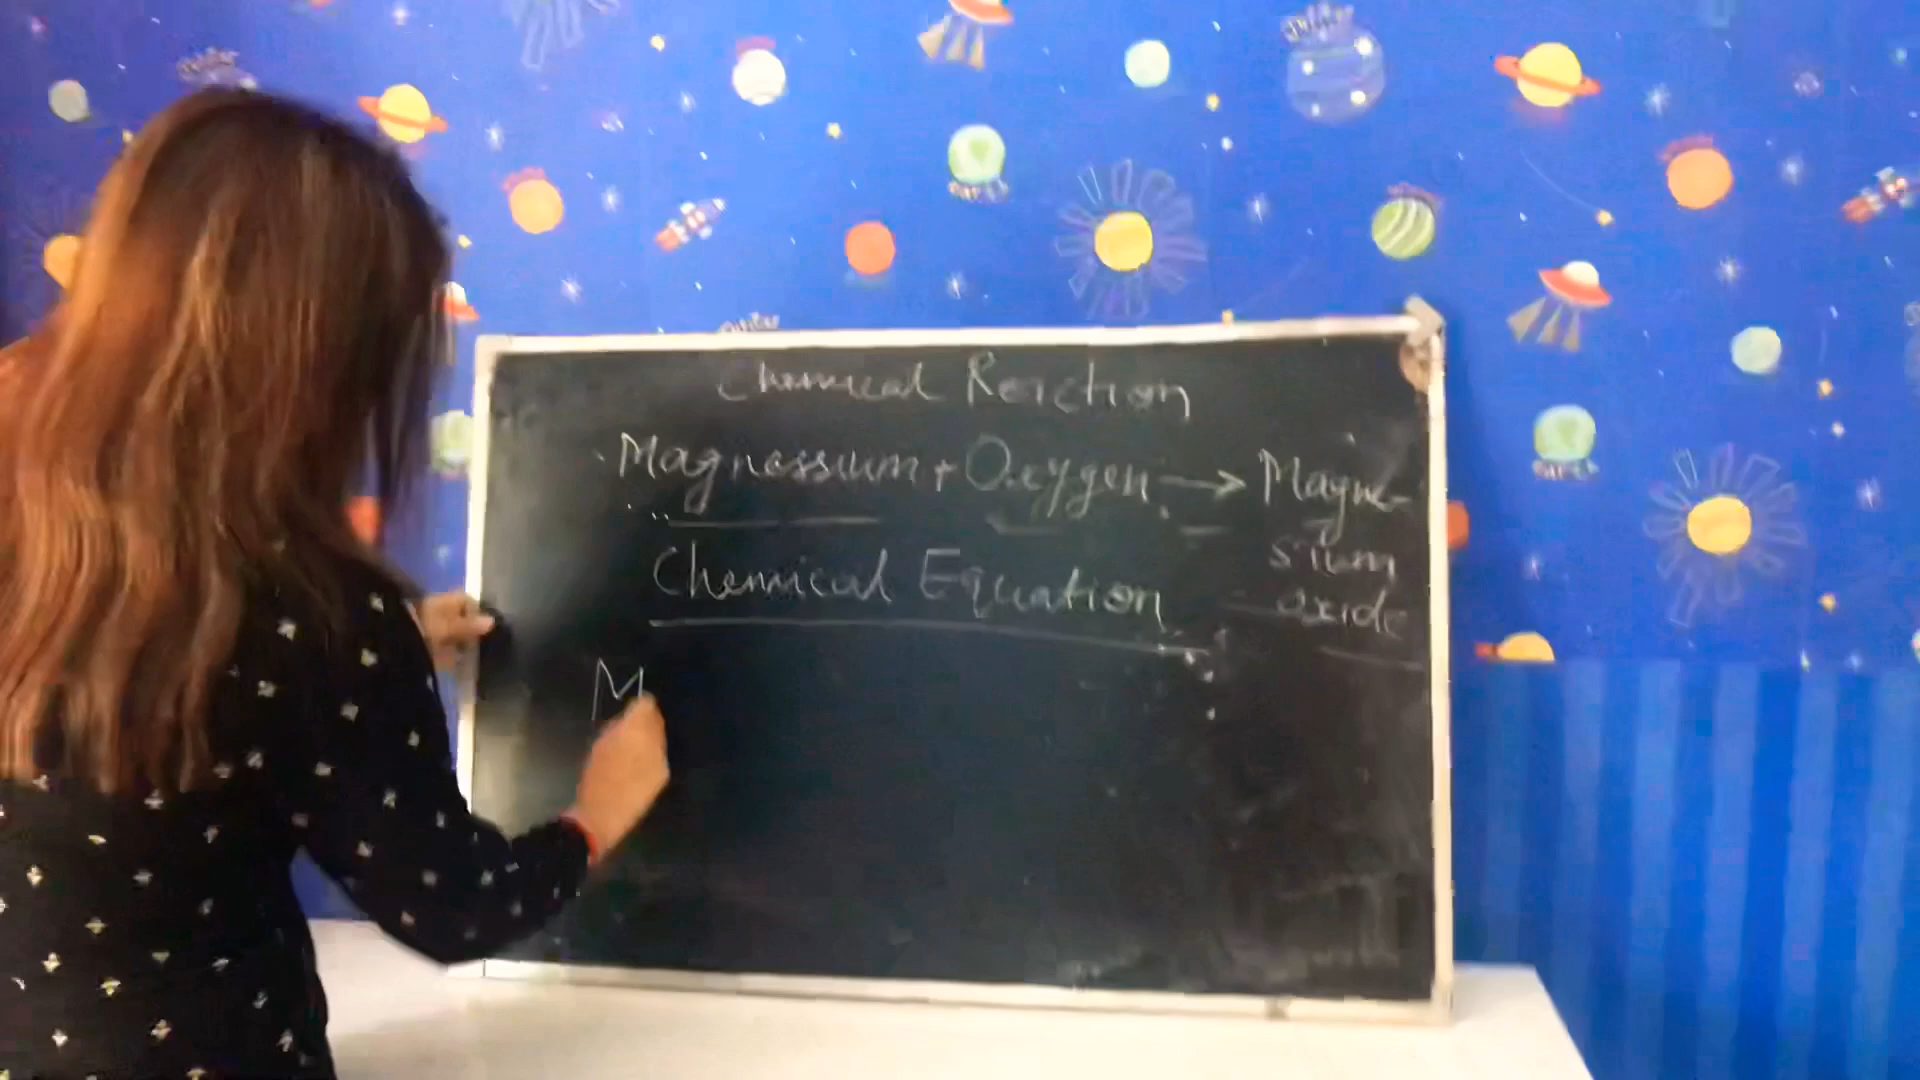 Chemical Reaction
Magnessium + Oxygen → Magne-
sium
oxide
Chemical Equation
M